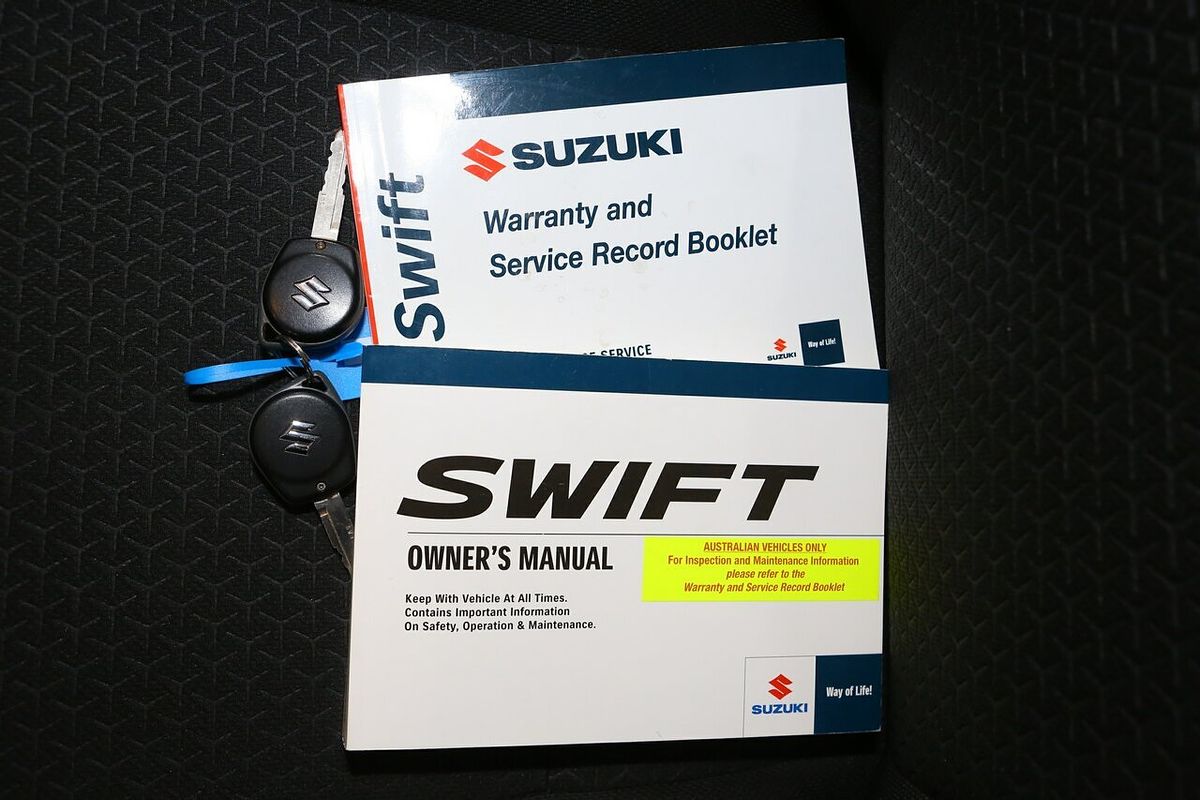 SUZUKI
Swift
Warranty and
Service Record Booklet
SERVICE
SUZUKI
Way of Life!
SWIFT
OWNER'S MANUAL
AUSTRALIAN VEHICLES ONLY
For Inspection and Maintenance Information
please refer to the
Warranty and Service Record Booklet
Keep With Vehicle At All Times.
Contains Important Information
On Safety, Operation & Maintenance.
SUZUKI
Way of Life!